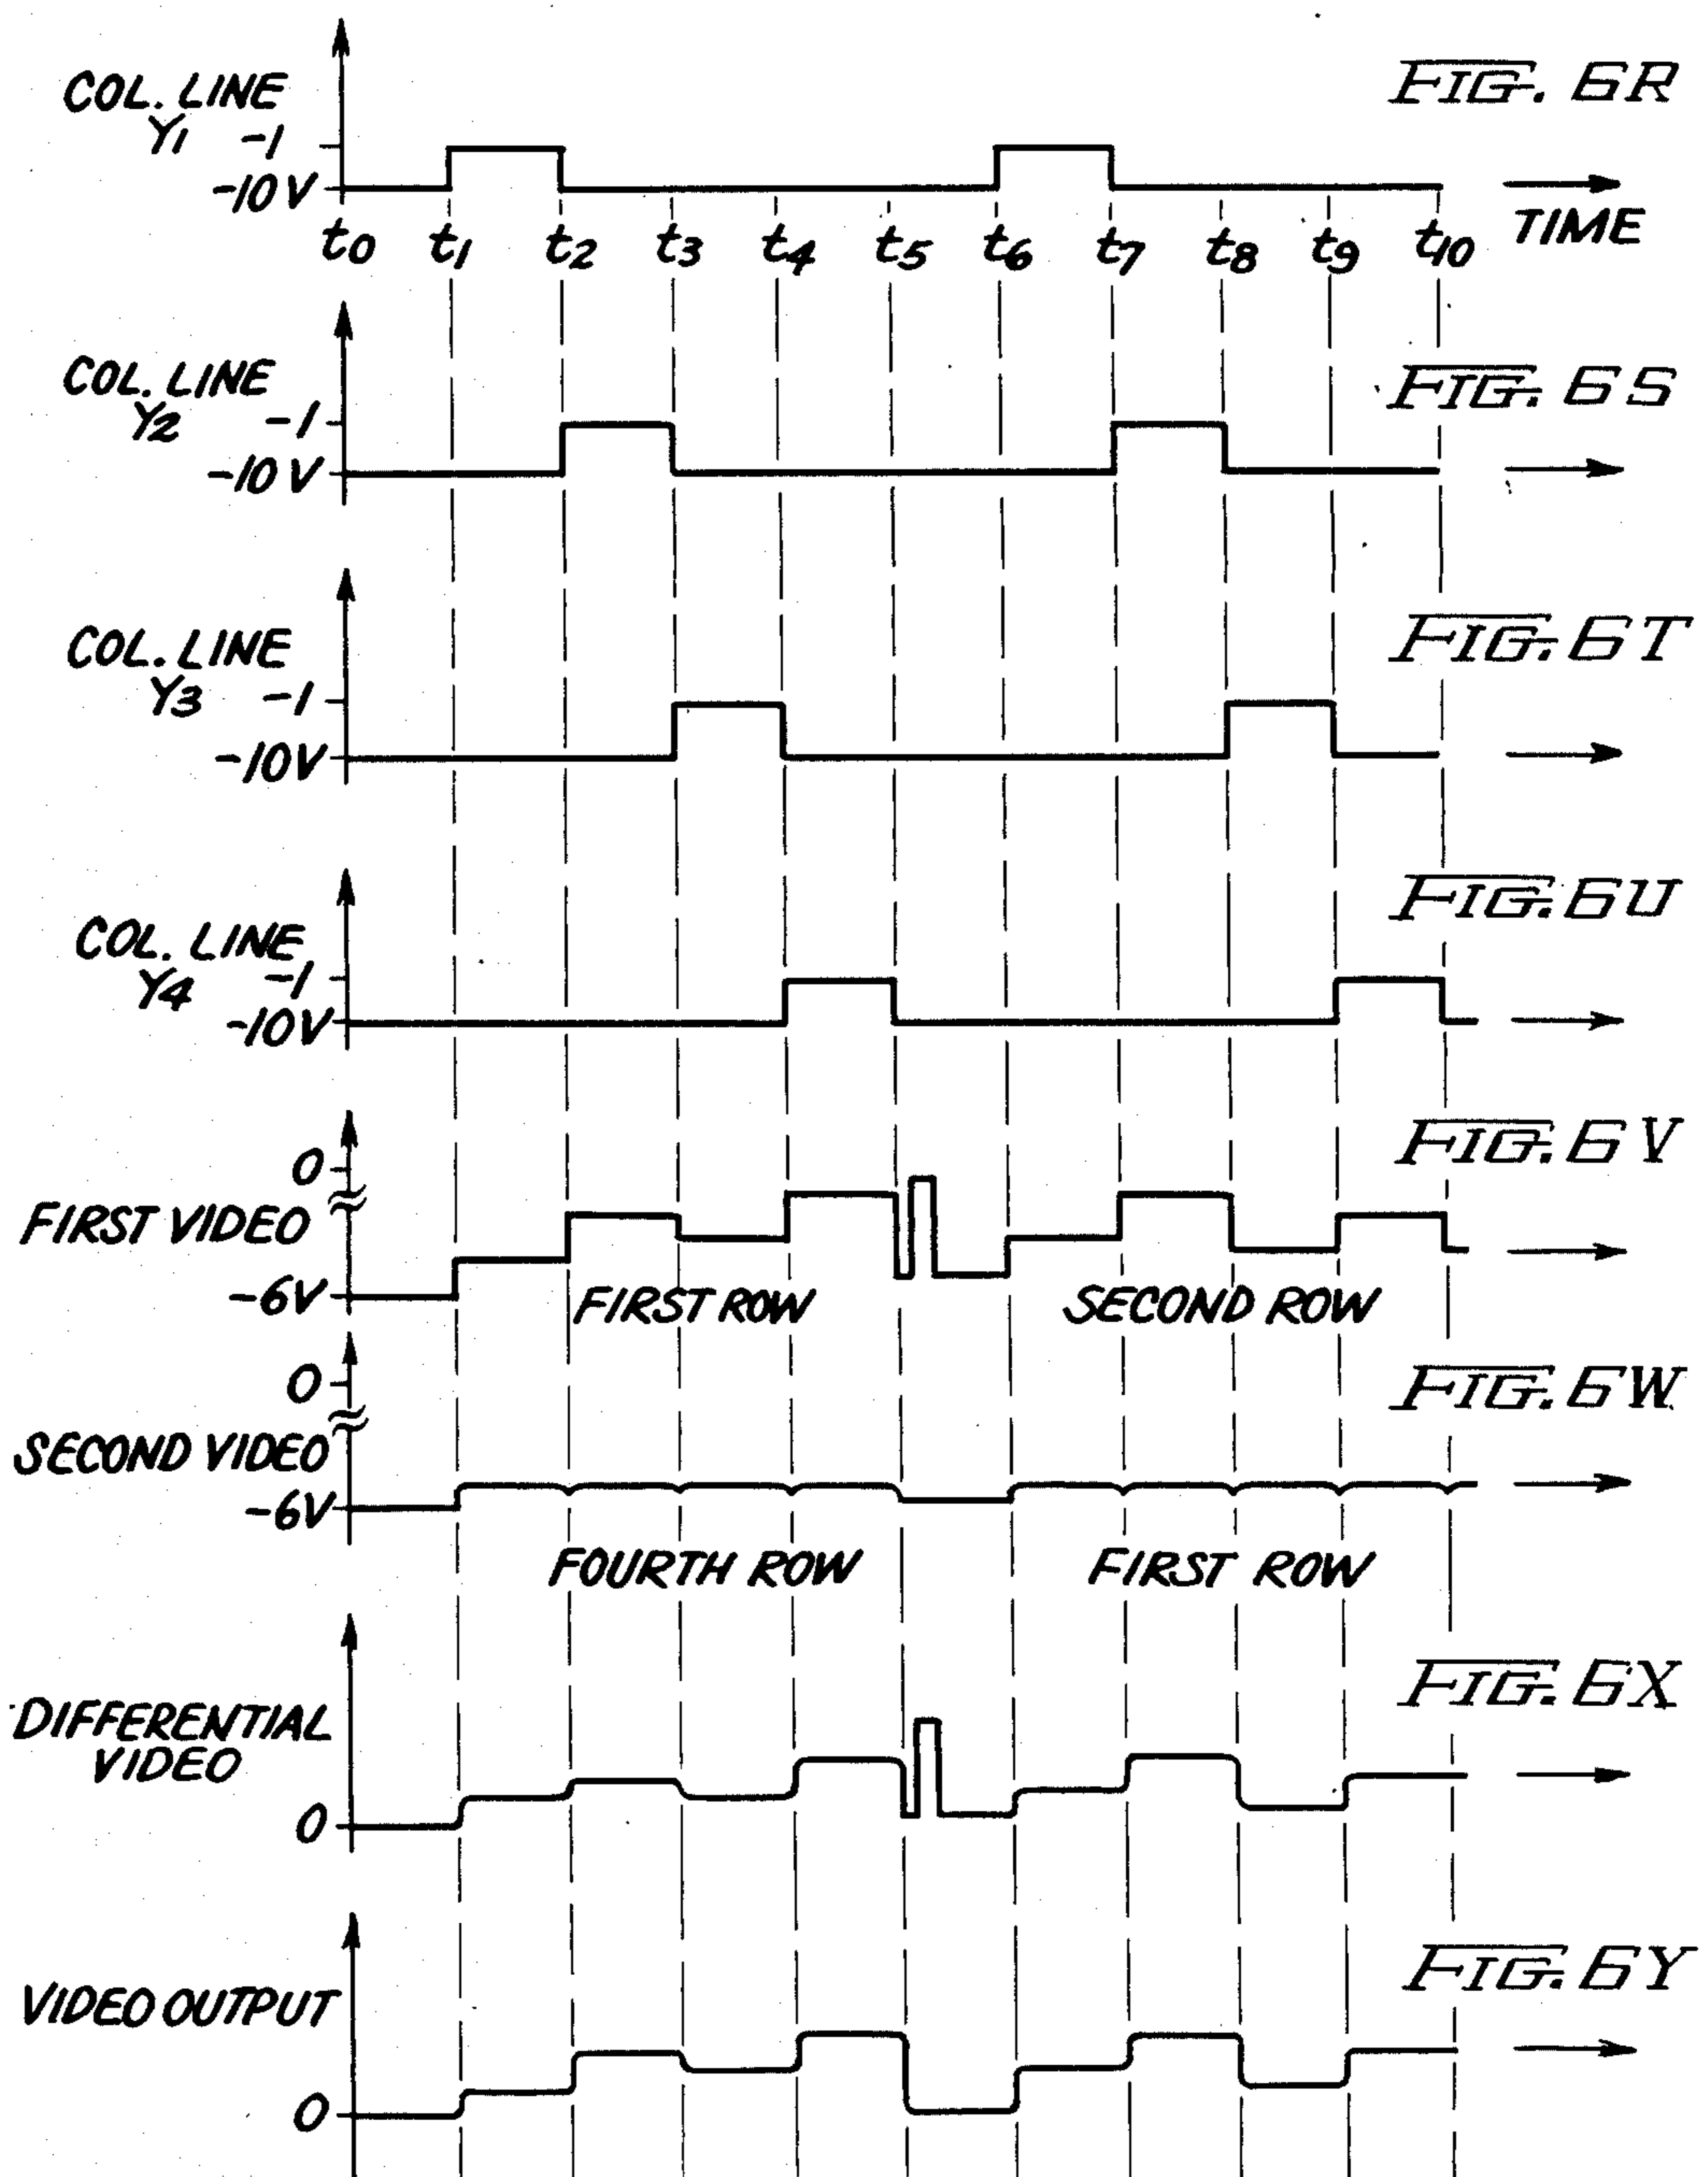 FIG. 6R
COL. LINE
Y1 -1
-10V
t0 t1 t2 t3 t4 t5 t6 t7 t8 t9 t10 TIME
FIG. 6S
COL. LINE
Y2 -1
-10V
FIG. 6T
COL. LINE
Y3 -1
-10V
FIG. 6U
COL. LINE
Y4 -1
-10V
FIG. 6V
0
FIRST VIDEO
-6V
FIRST ROW SECOND ROW
FIG. 6W
0
SECOND VIDEO
-6V
FOURTH ROW FIRST ROW
FIG. 6X
DIFFERENTIAL
VIDEO
0
FIG. 6Y
VIDEO OUTPUT
0